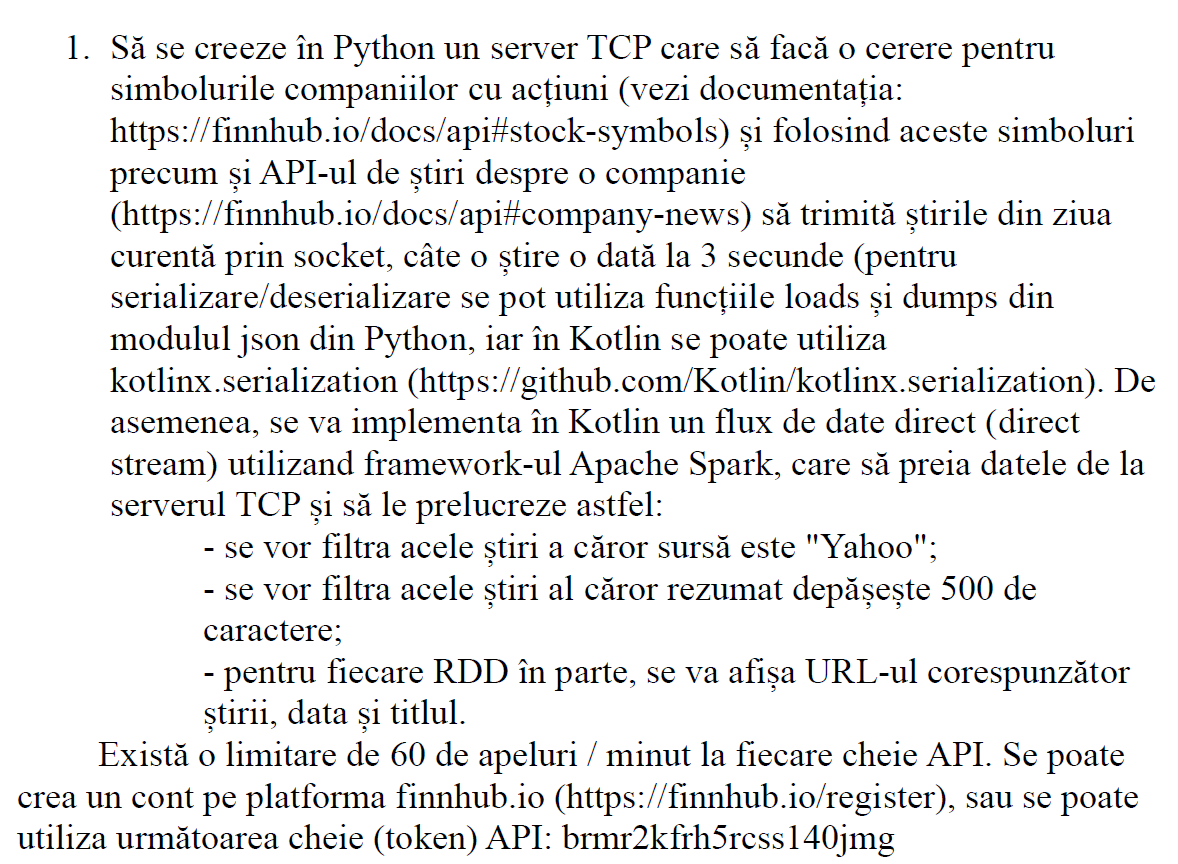 1. Să se creeze în Python un server TCP care să facă o cerere pentru
simbolurile companiilor cu acțiuni (vezi documentația:
https://finnhub.io/docs/api#stock-symbols) și folosind aceste simboluri
precum și API-ul de știri despre o companie
(https://finnhub.io/docs/api#company-news) să trimită știrile din ziua
curentă prin socket, câte o știre o dată la 3 secunde (pentru
serializare/deserializare se pot utiliza funcțiile loads și dumps din
modulul json din Python, iar în Kotlin se poate utiliza
kotlinx.serialization (https://github.com/Kotlin/kotlinx.serialization). De
asemenea, se va implementa în Kotlin un flux de date direct (direct
stream) utilizand framework-ul Apache Spark, care să preia datele de la
serverul TCP și să le prelucreze astfel:
- se vor filtra acele știri a căror sursă este "Yahoo";
- se vor filtra acele știri al căror rezumat depășește 500 de
caractere;
- pentru fiecare RDD în parte, se va afișa URL-ul corespunzător
știrii, data și titlul.
Există o limitare de 60 de apeluri / minut la fiecare cheie API. Se poate
crea un cont pe platforma finnhub.io (https://finnhub.io/register), sau se poate
utiliza următoarea cheie (token) API: brmr2kfrh5rcss140jmg